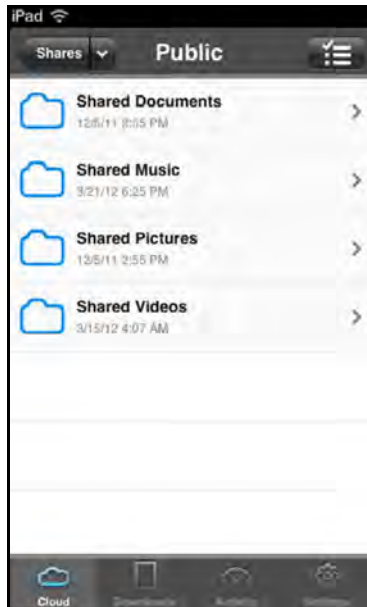 iPad
Shares
Public
Shared Documents
12/5/11 2:55 PM
Shared Music
3/21/12 6:25 PM
Shared Pictures
12/5/11 2:55 PM
Shared Videos
3/15/12 4:07 AM
Cloud
Downloads